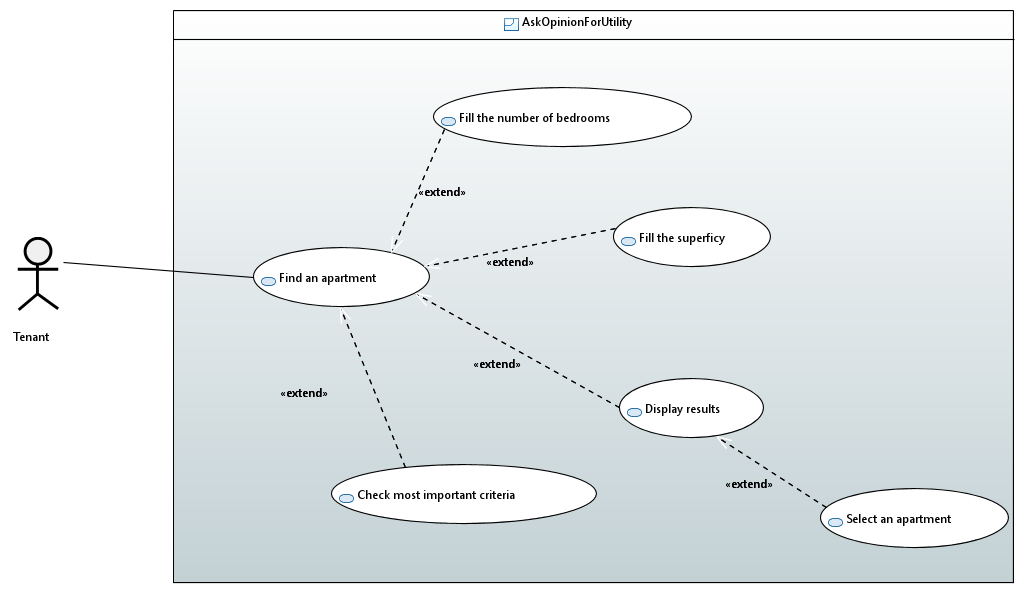 AskOpinionForUtility
Fill the number of bedrooms
«extend»
Fill the superficy
«extend»
Find an apartment
Tenant
«extend»
«extend»
Display results
«extend»
Check most important criteria
Select an apartment